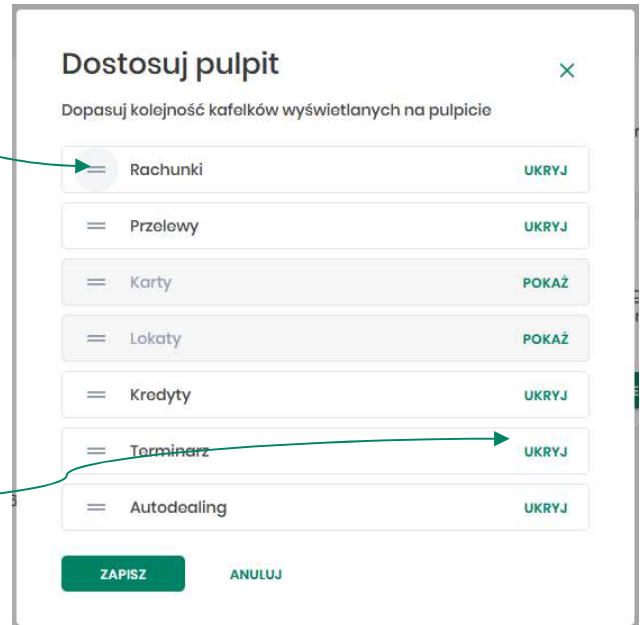 Dostosuj pulpit
Dopasuj kolejność kafelków wyświetlanych na pulpicie
Rachunki UKRYJ
Przelewy UKRYJ
Karty POKAŻ
Lokaty POKAŻ
Kredyty UKRYJ
Terminarz UKRYJ
Autodealing UKRYJ
ZAPISZ ANULUJ